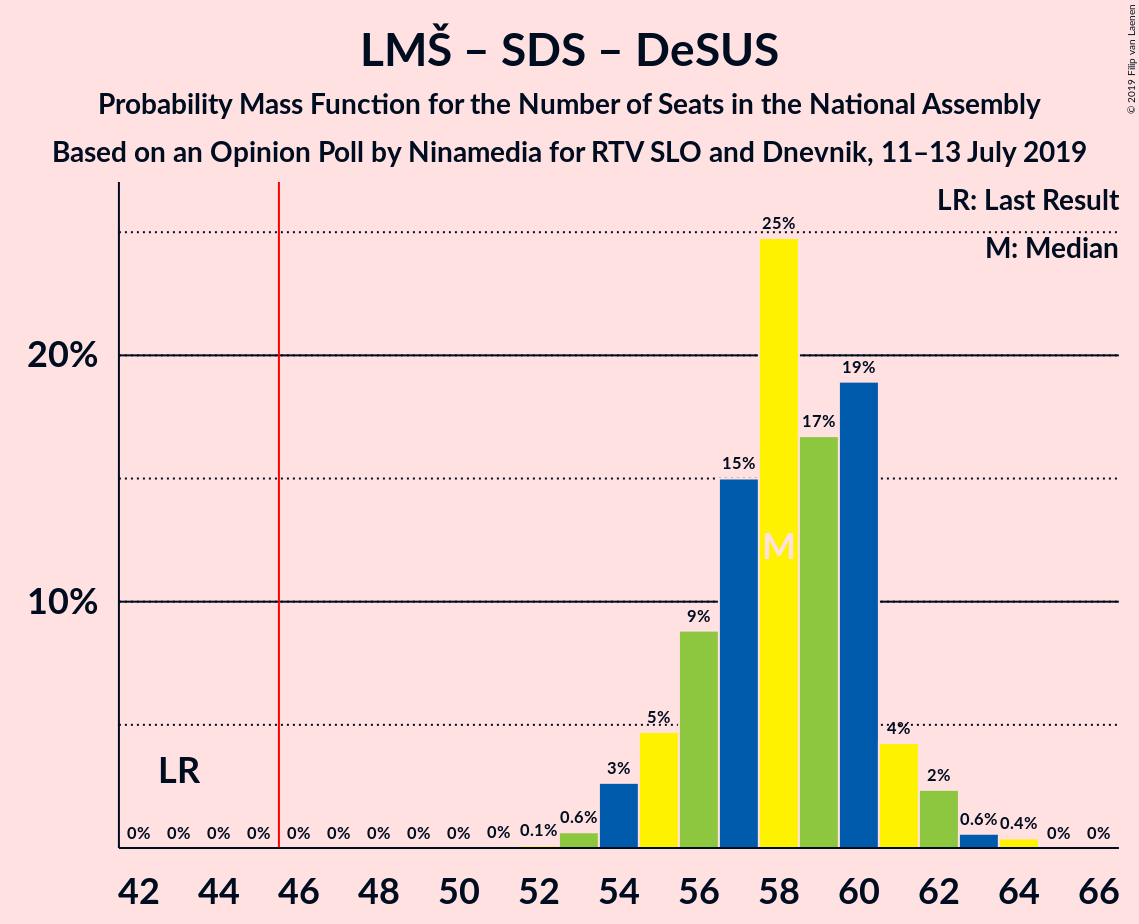 LMŠ – SDS – DeSUS
Probability Mass Function for the Number of Seats in the National Assembly
Based on an Opinion Poll by Ninamedia for RTV SLO and Dnevnik, 11–13 July 2019
© 2019 Filip van Laenen
LR: Last Result
M: Median
25%
20%
19%
17%
15%
M
10%
9%
5%
4%
LR
3%
2%
0% 0% 0% 0% 0% 0% 0% 0% 0% 0% 0.1% 0.6% 0.6% 0.4% 0% 0%
42 44 46 48 50 52 54 56 58 60 62 64 66